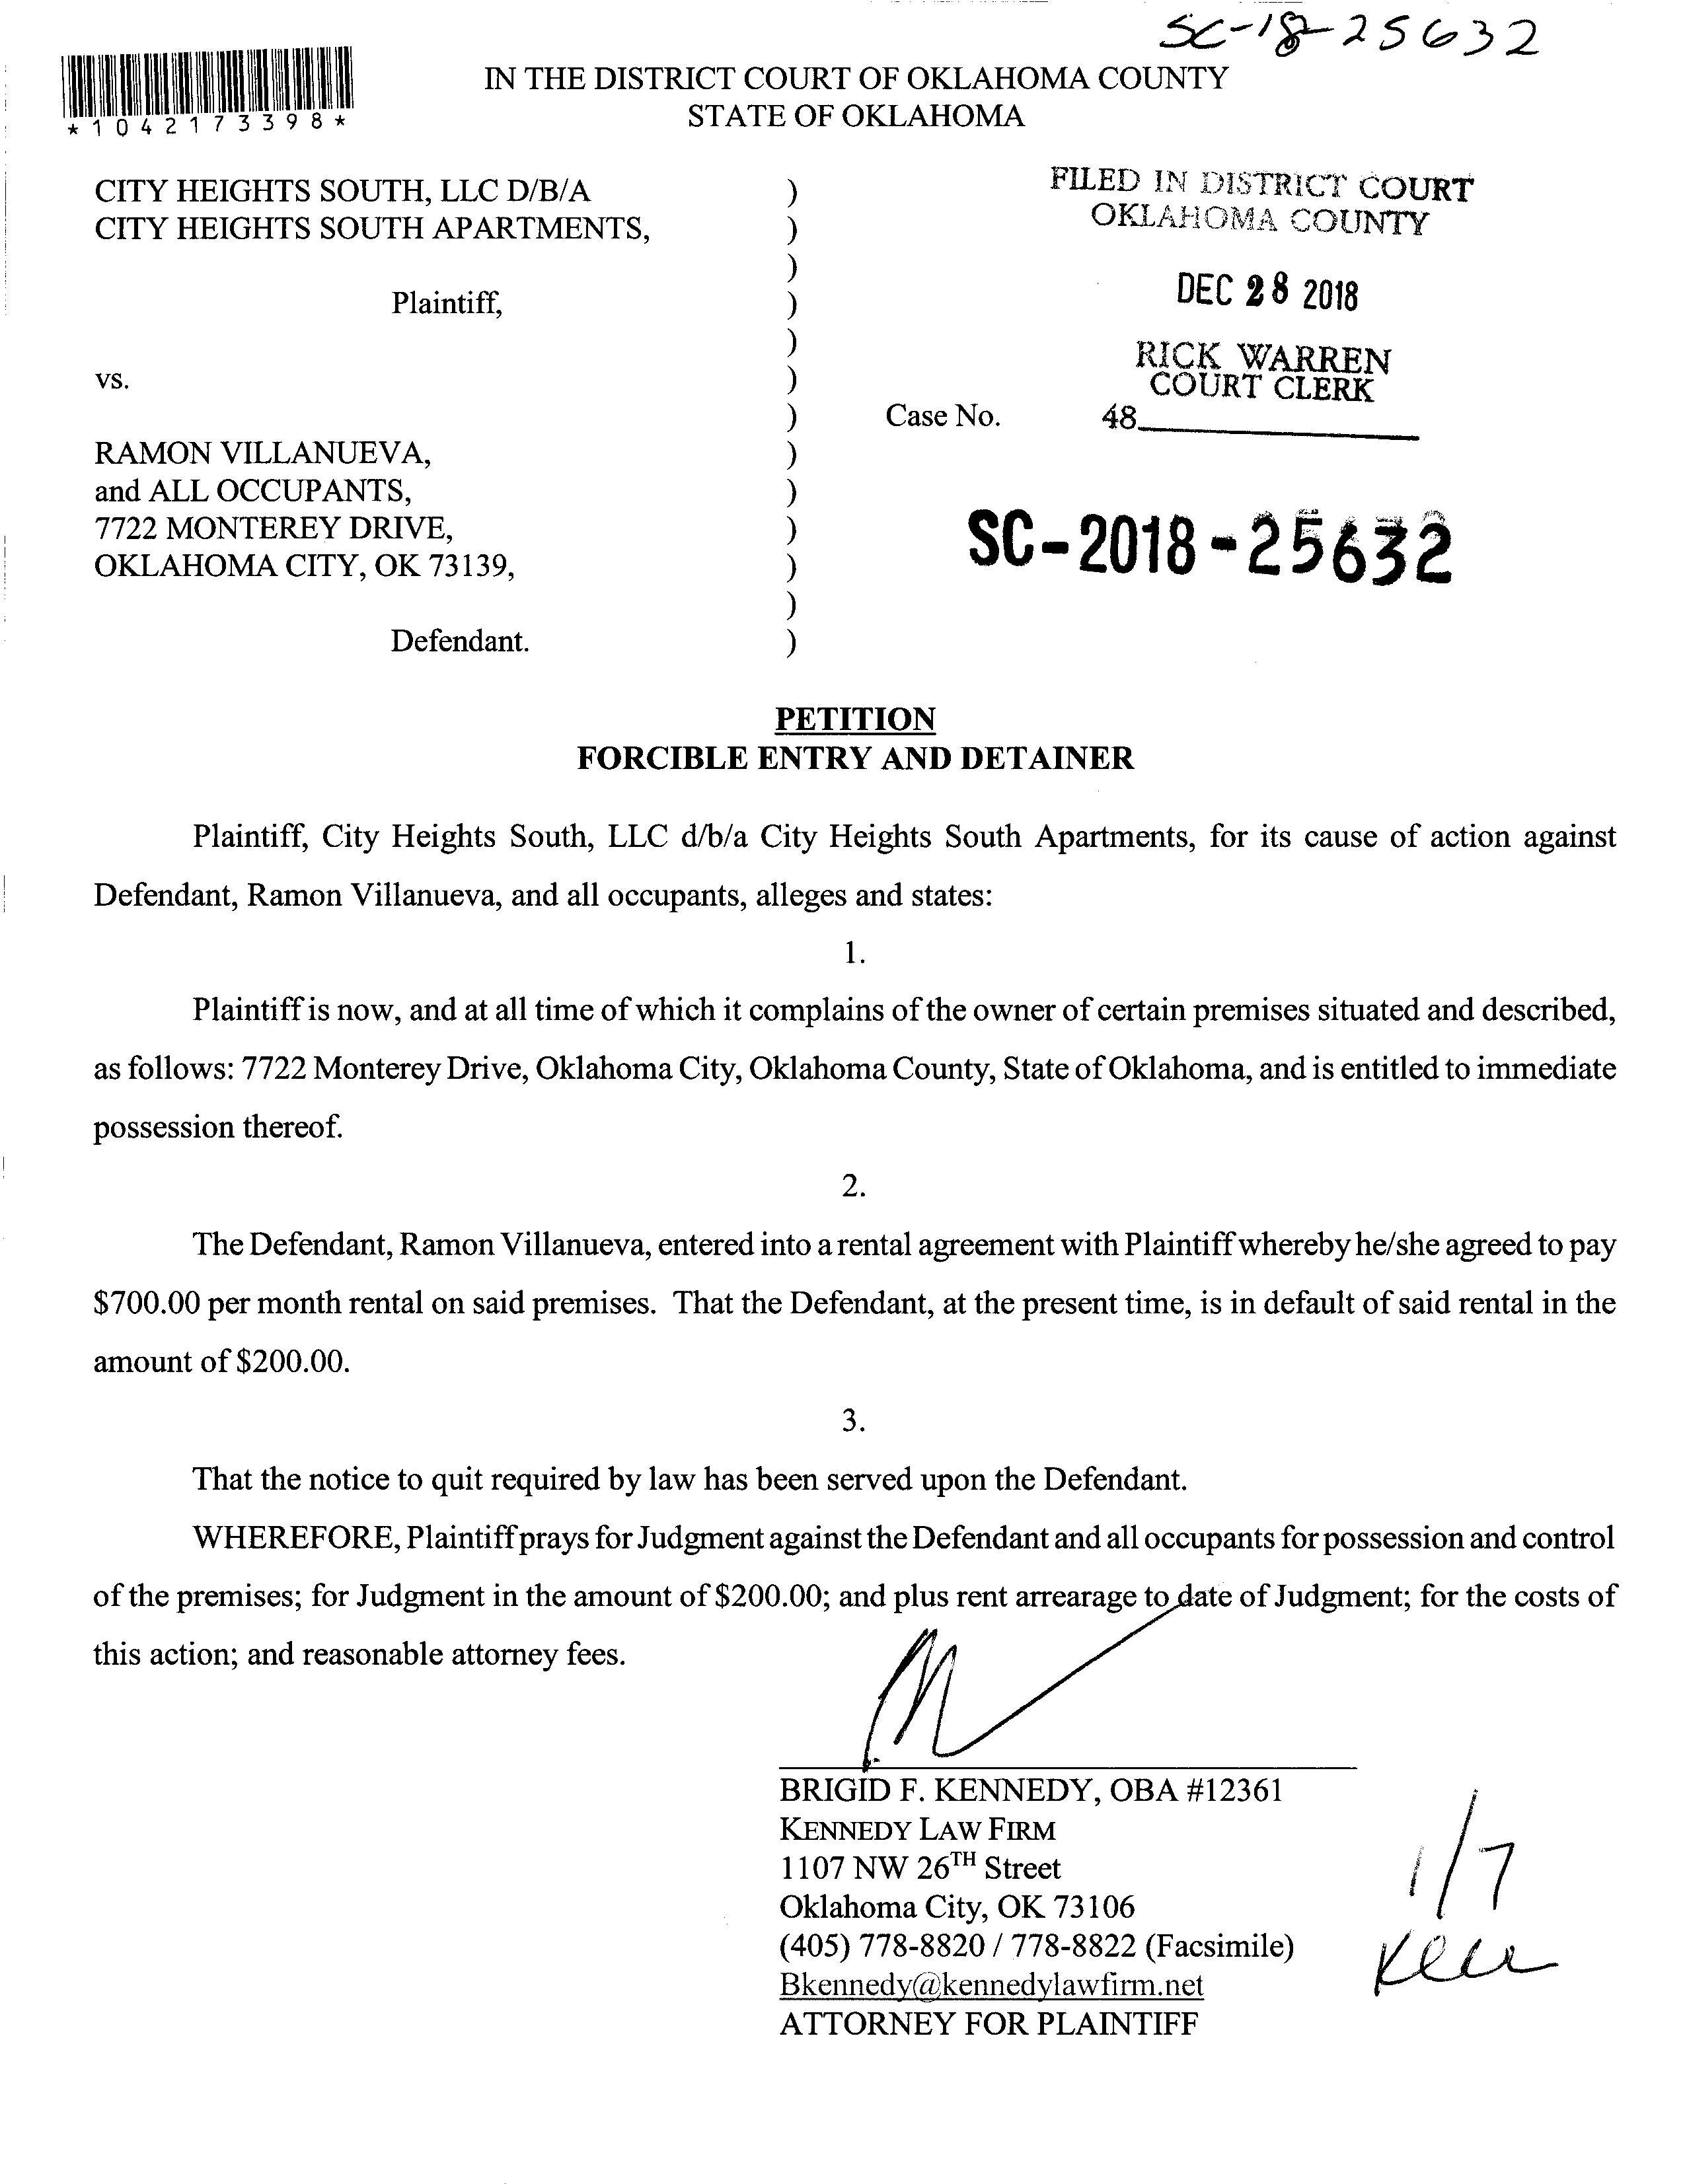 SC-18-25632
*1042173398*
IN THE DISTRICT COURT OF OKLAHOMA COUNTY
STATE OF OKLAHOMA
CITY HEIGHTS SOUTH, LLC D/B/A )
CITY HEIGHTS SOUTH APARTMENTS, )
)
Plaintiff, )
)
vs. )
)
RAMON VILLANUEVA, )
and ALL OCCUPANTS, )
7722 MONTEREY DRIVE, )
OKLAHOMA CITY, OK 73139, )
)
Defendant. )
FILED IN DISTRICT COURT
OKLAHOMA COUNTY
DEC 28 2018
RICK WARREN
COURT CLERK
Case No. 48
SC-2018-25632
PETITION
FORCIBLE ENTRY AND DETAINER
Plaintiff, City Heights South, LLC d/b/a City Heights South Apartments, for its cause of action against
Defendant, Ramon Villanueva, and all occupants, alleges and states:
1.
Plaintiff is now, and at all time of which it complains of the owner of certain premises situated and described,
as follows: 7722 Monterey Drive, Oklahoma City, Oklahoma County, State of Oklahoma, and is entitled to immediate
possession thereof.
2.
The Defendant, Ramon Villanueva, entered into a rental agreement with Plaintiff whereby he/she agreed to pay
$700.00 per month rental on said premises. That the Defendant, at the present time, is in default of said rental in the
amount of $200.00.
3.
That the notice to quit required by law has been served upon the Defendant.
WHEREFORE, Plaintiff prays for Judgment against the Defendant and all occupants for possession and control
of the premises; for Judgment in the amount of $200.00; and plus rent arrearage to date of Judgment; for the costs of
this action; and reasonable attorney fees.
BRIGID F. KENNEDY, OBA #12361
KENNEDY LAW FIRM
1107 NW 26TH Street
Oklahoma City, OK 73106
(405) 778-8820 / 778-8822 (Facsimile)
Bkennedy@kennedylawfirm.net
ATTORNEY FOR PLAINTIFF
1/7